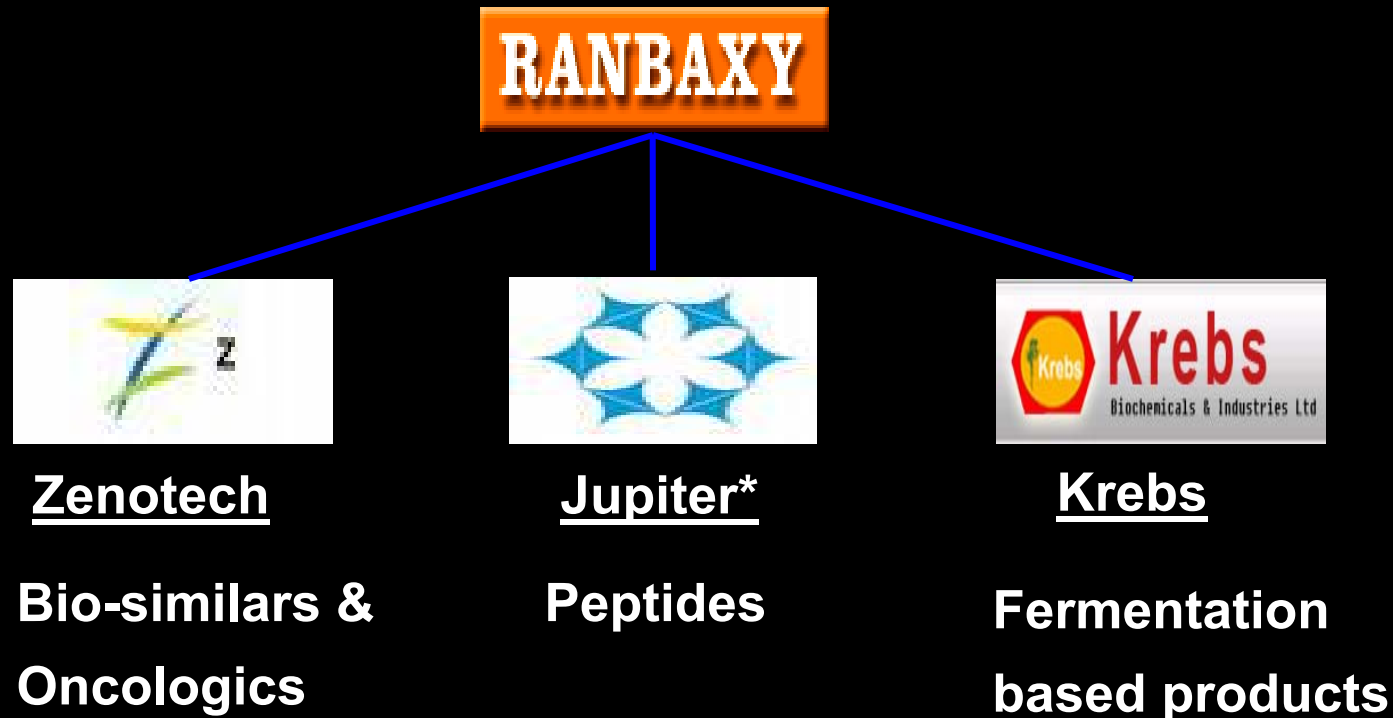 RANBAXY
z
Krebs
Krebs
Biochemicals & Industries Ltd
Zenotech
Jupiter*
Krebs
Bio-similars &
Oncologics
Peptides
Fermentation
based products